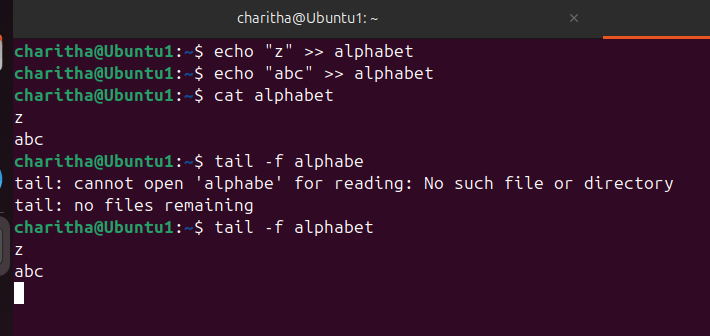 charitha@Ubuntu1: ~ ×
charitha@Ubuntu1:~$ echo "z" >> alphabet
charitha@Ubuntu1:~$ echo "abc" >> alphabet
charitha@Ubuntu1:~$ cat alphabet
z
abc
charitha@Ubuntu1:~$ tail -f alphabe
tail: cannot open 'alphabe' for reading: No such file or directory
tail: no files remaining
charitha@Ubuntu1:~$ tail -f alphabet
z
abc